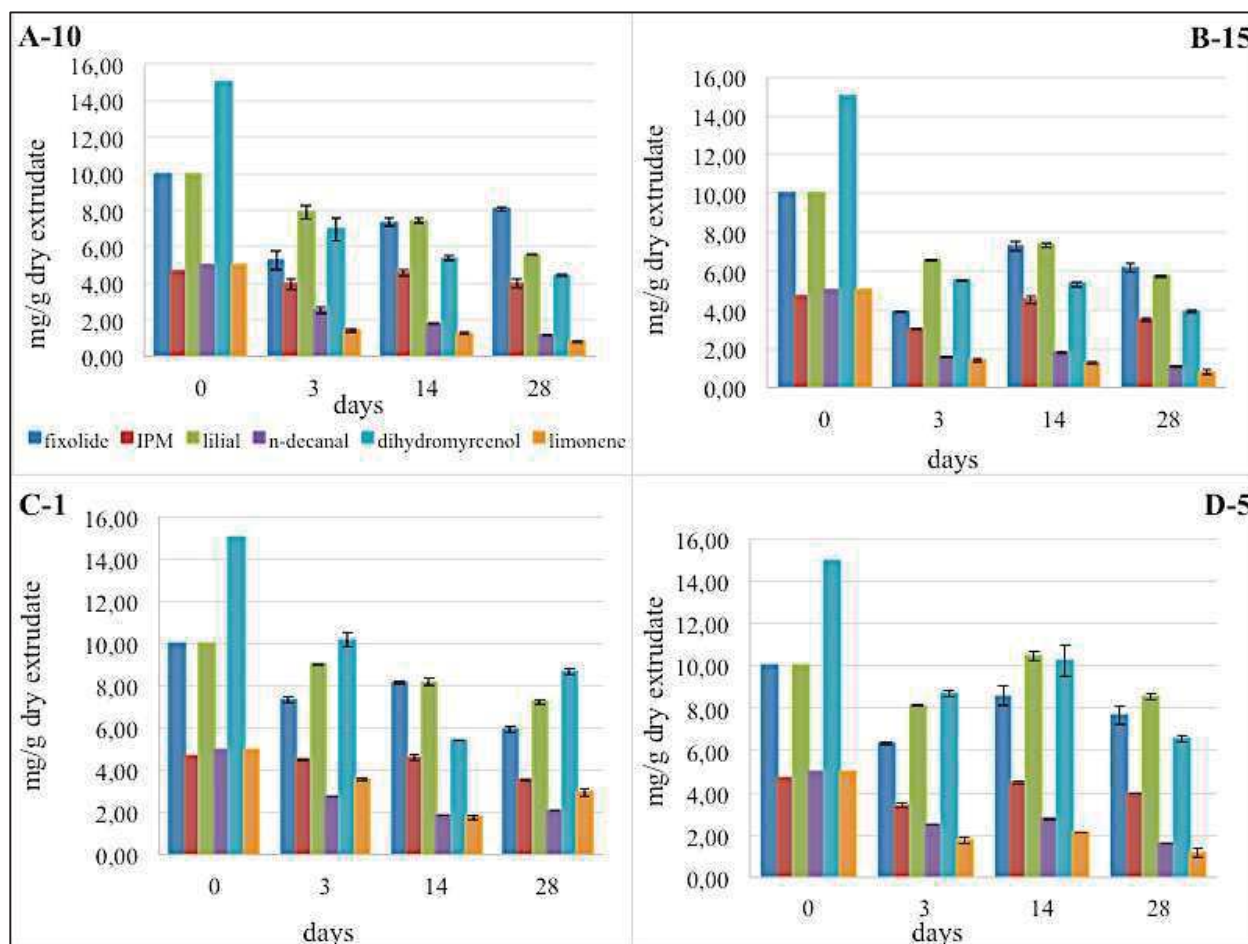 A-10
16,00
14,00
12,00
10,00
8,00
6,00
4,00
2,00
0,00
mg/g dry extrudate
0 3 14 28
days
fixolide IPM lilial n-decanal dihydromyrcenol limonene
B-15
16,00
14,00
12,00
10,00
8,00
6,00
4,00
2,00
0,00
mg/g dry extrudate
0 3 14 28
days
C-1
16,00
14,00
12,00
10,00
8,00
6,00
4,00
2,00
0,00
mg/g dry extrudate
0 3 14 28
days
D-5
16,00
14,00
12,00
10,00
8,00
6,00
4,00
2,00
0,00
mg/g dry extrudate
0 3 14 28
days